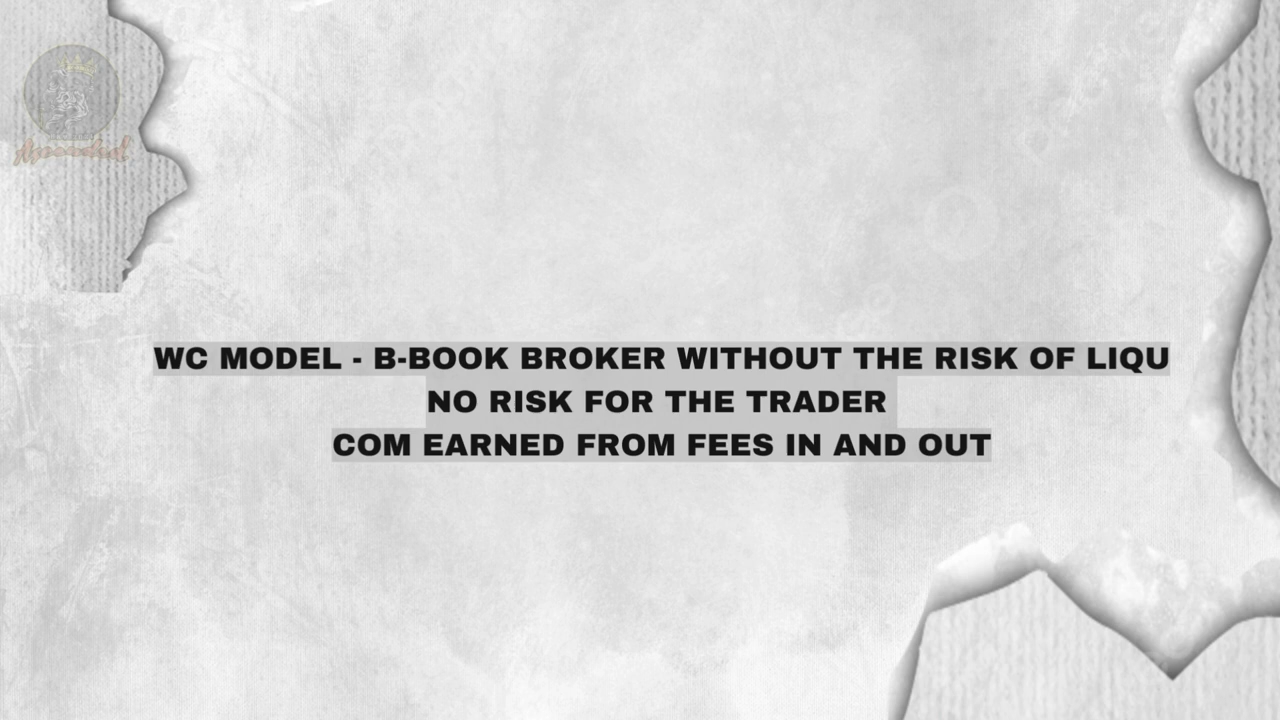 WC MODEL - B-BOOK BROKER WITHOUT THE RISK OF LIQU
NO RISK FOR THE TRADER
COM EARNED FROM FEES IN AND OUT